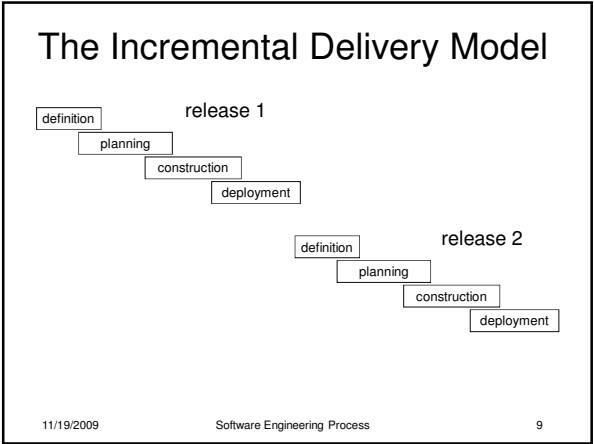 The Incremental Delivery Model
release 1
definition
planning
construction
deployment
release 2
definition
planning
construction
deployment
11/19/2009 Software Engineering Process 9